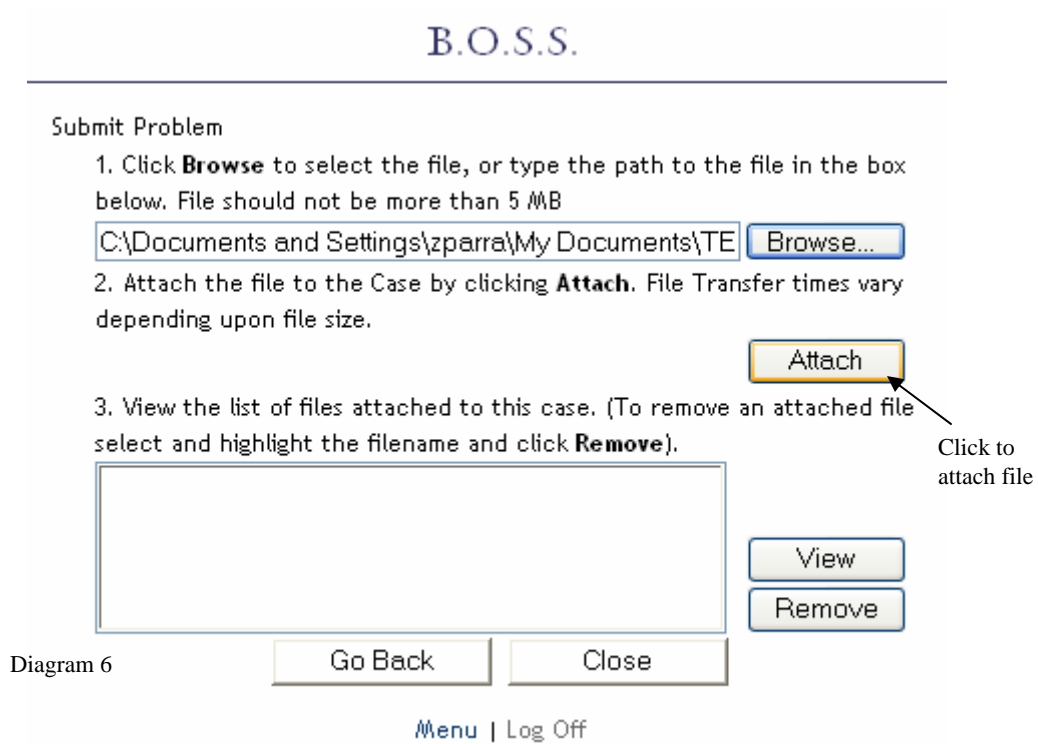 B.O.S.S.
Submit Problem
1. Click Browse to select the file, or type the path to the file in the box
below. File should not be more than 5 MB
C:\Documents and Settings\zparra\My Documents\TE Browse...
2. Attach the file to the Case by clicking Attach. File Transfer times vary
depending upon file size.
Attach
3. View the list of files attached to this case. (To remove an attached file
select and highlight the filename and click Remove).
Click to
attach file
View
Remove
Diagram 6 Go Back Close
Menu | Log Off